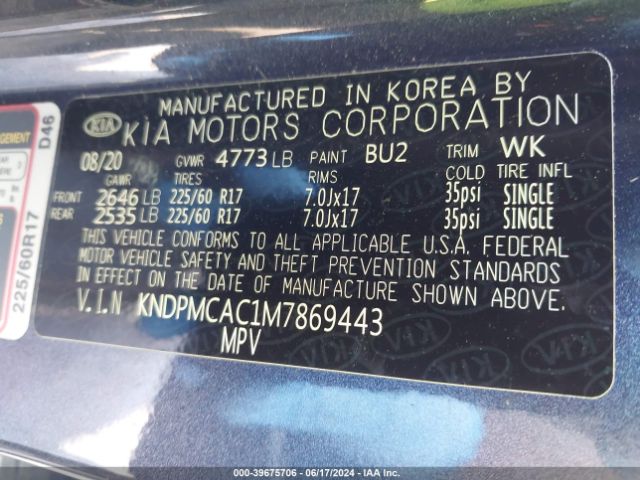 MANUFACTURED IN KOREA BY
KIA KIA MOTORS CORPORATION
08/20 GVWR 4773 LB PAINT BU2 TRIM WK
GAWR TIRES RIMS COLD TIRE INFL
FRONT 2646 LB 225/60 R17 7.0Jx17 35psi SINGLE
REAR 2535 LB 225/60 R17 7.0Jx17 35psi SINGLE
THIS VEHICLE CONFORMS TO ALL APPLICABLE U.S.A. FEDERAL
MOTOR VEHICLE SAFETY AND THEFT PREVENTION STANDARDS
IN EFFECT ON THE DATE OF MANUFACTURE SHOWN ABOVE.
V.I.N KNDPMCAC1M7869443
MPV
D46
225/60R17
000-39675706 - 06/17/2024 - IAA Inc.